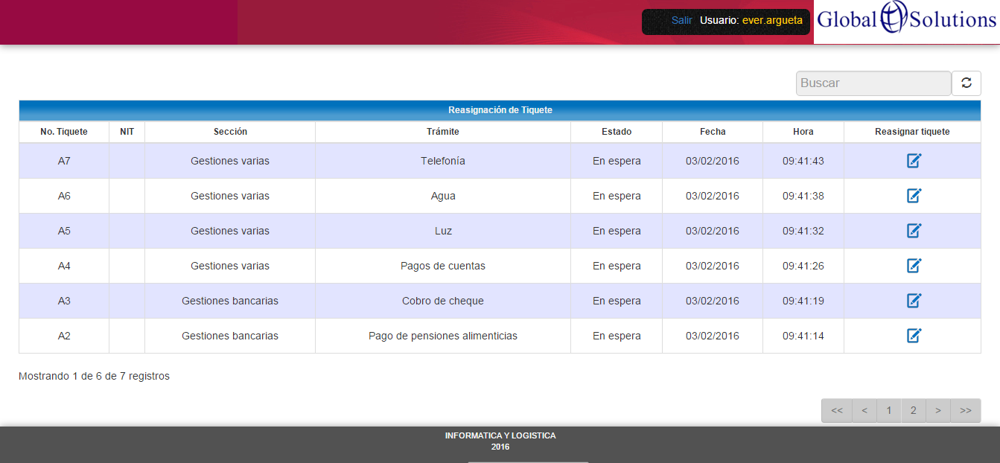 Salir Usuario: ever.argueta Global Solutions
Buscar
Reasignación de Tiquete
No. Tiquete NIT Sección Trámite Estado Fecha Hora Reasignar tiquete
A7 Gestiones varias Telefonía En espera 03/02/2016 09:41:43
A6 Gestiones varias Agua En espera 03/02/2016 09:41:38
A5 Gestiones varias Luz En espera 03/02/2016 09:41:32
A4 Gestiones varias Pagos de cuentas En espera 03/02/2016 09:41:26
A3 Gestiones bancarias Cobro de cheque En espera 03/02/2016 09:41:19
A2 Gestiones bancarias Pago de pensiones alimenticias En espera 03/02/2016 09:41:14
Mostrando 1 de 6 de 7 registros
<< < 1 2 > >>
INFORMATICA Y LOGISTICA
2016